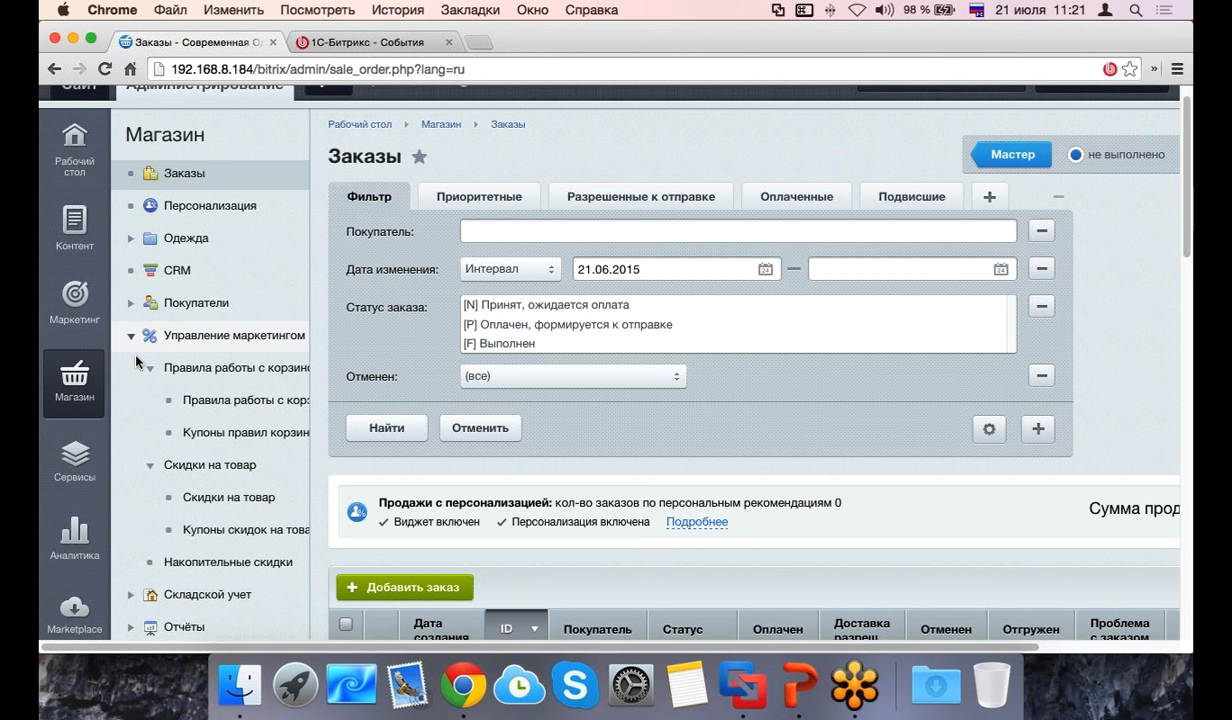 Chrome Файл Изменить Посмотреть История Закладки Окно Справка 98 % 21 июля 11:21
Заказы - Современная О
1С-Битрикс - События
192.168.8.184/bitrix/admin/sale_order.php?lang=ru »
Сайт Администрирование
Рабочий стол
Контент
Маркетинг
Магазин
Сервисы
Аналитика
Marketplace
Магазин
Заказы
Персонализация
Одежда
CRM
Покупатели
Управление маркетингом
Правила работы с корзин
Правила работы с кор
Купоны правил корзин
Скидки на товар
Скидки на товар
Купоны скидок на това
Накопительные скидки
Складской учет
Отчёты
Рабочий стол Магазин Заказы
Заказы
Мастер не выполнено
Фильтр Приоритетные Разрешенные к отправке Оплаченные Подвисшие +
Покупатель:
Дата изменения: Интервал 21.06.2015 —
Статус заказа: [N] Принят, ожидается оплата
[P] Оплачен, формируется к отправке
[F] Выполнен
Отменен: (все)
Найти Отменить
Продажи с персонализацией: кол-во заказов по персональным рекомендациям 0
Виджет включен Персонализация включена Подробнее
Сумма прод
+ Добавить заказ
Дата создания ID Покупатель Статус Оплачен Доставка разреш. Отменен Отгружен Проблема с заказом